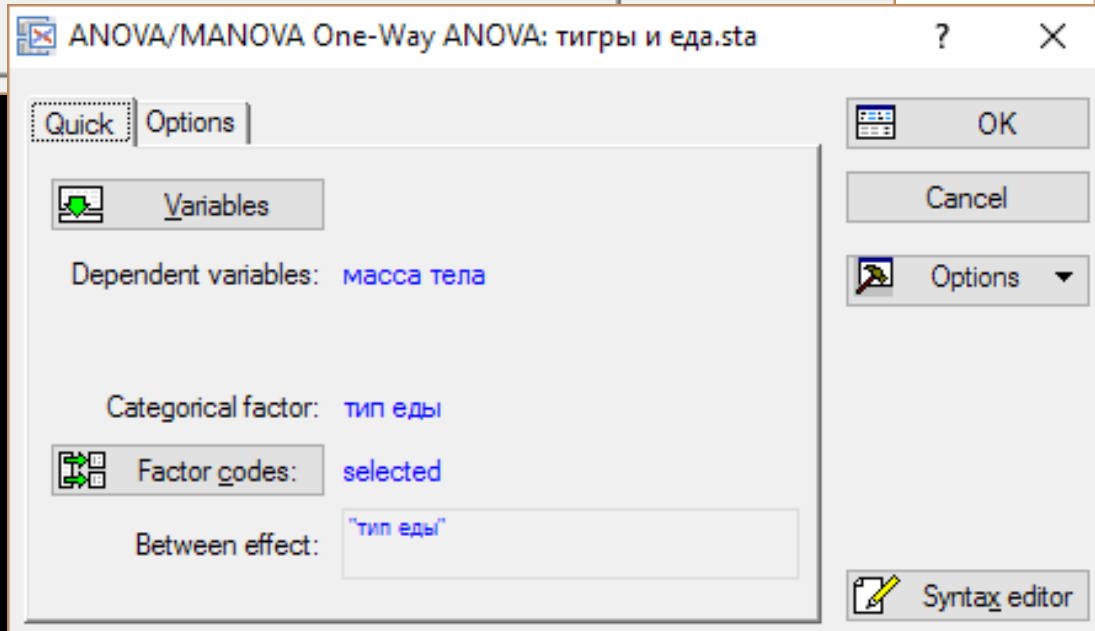 ANOVA/MANOVA One-Way ANOVA: тигры и еда.sta ?
Quick Options
OK
Variables
Cancel
Dependent variables: масса тела
Options
Categorical factor: тип еды
Factor codes: selected
Between effect: "тип еды"
Syntax editor